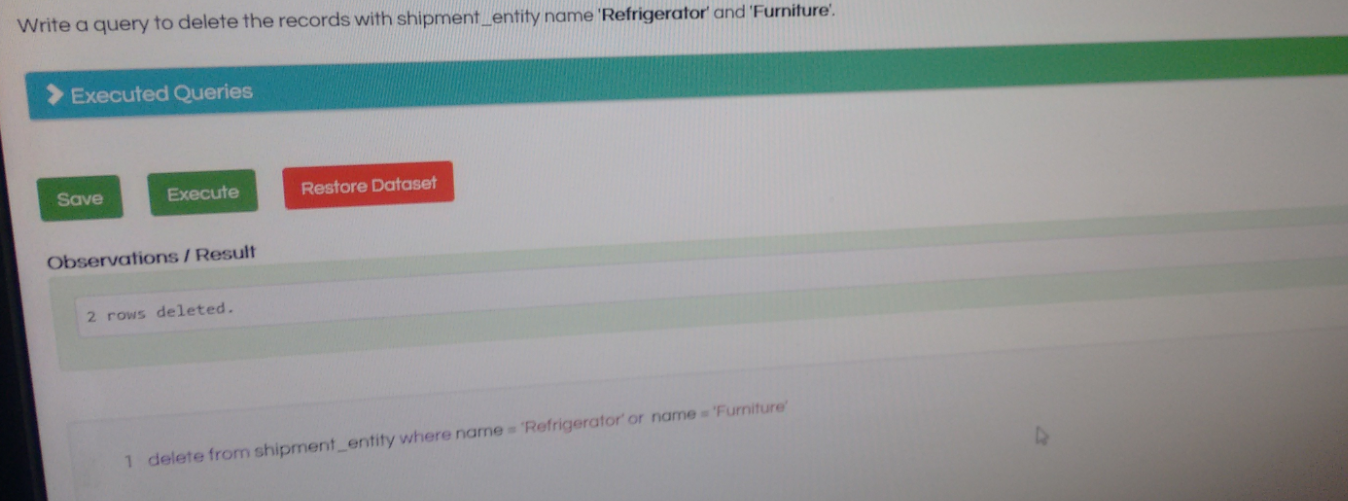 Write a query to delete the records with shipment_entity name 'Refrigerator' and 'Furniture'.
Executed Queries
Save Execute Restore Dataset
Observations / Result
2 rows deleted.
1 delete from shipment_entity where name = 'Refrigerator' or name = 'Furniture'